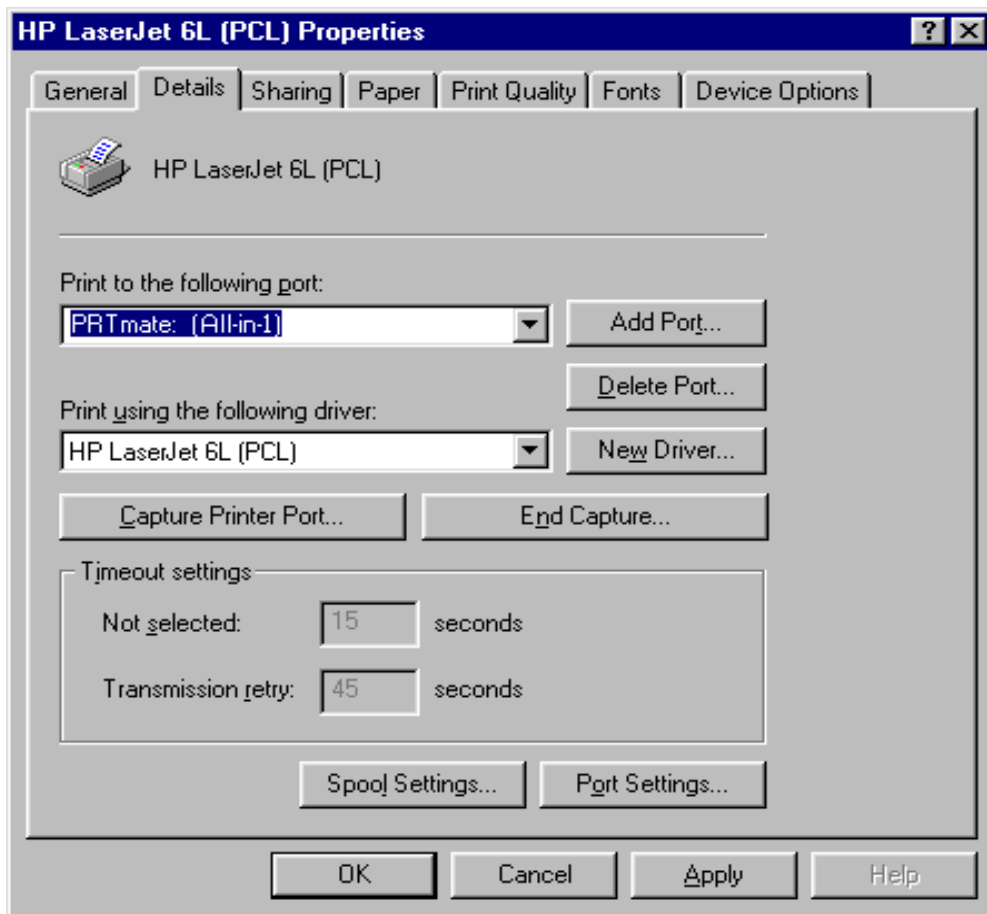 HP LaserJet 6L (PCL) Properties
General Details Sharing Paper Print Quality Fonts Device Options
HP LaserJet 6L (PCL)
Print to the following port:
PRTmate: (All-in-1)
Add Port...
Delete Port...
Print using the following driver:
HP LaserJet 6L (PCL)
New Driver...
Capture Printer Port... End Capture...
Timeout settings
Not selected: 15 seconds
Transmission retry: 45 seconds
Spool Settings... Port Settings...
OK Cancel Apply Help